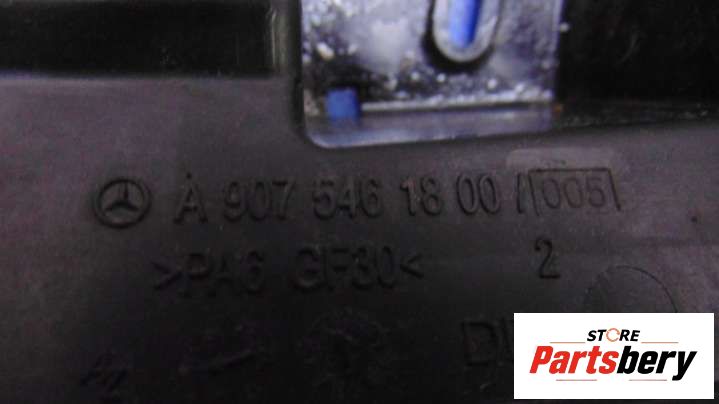 A 907 546 18 00 / 005
>PA6 GF30< 2
STORE
Partsbery